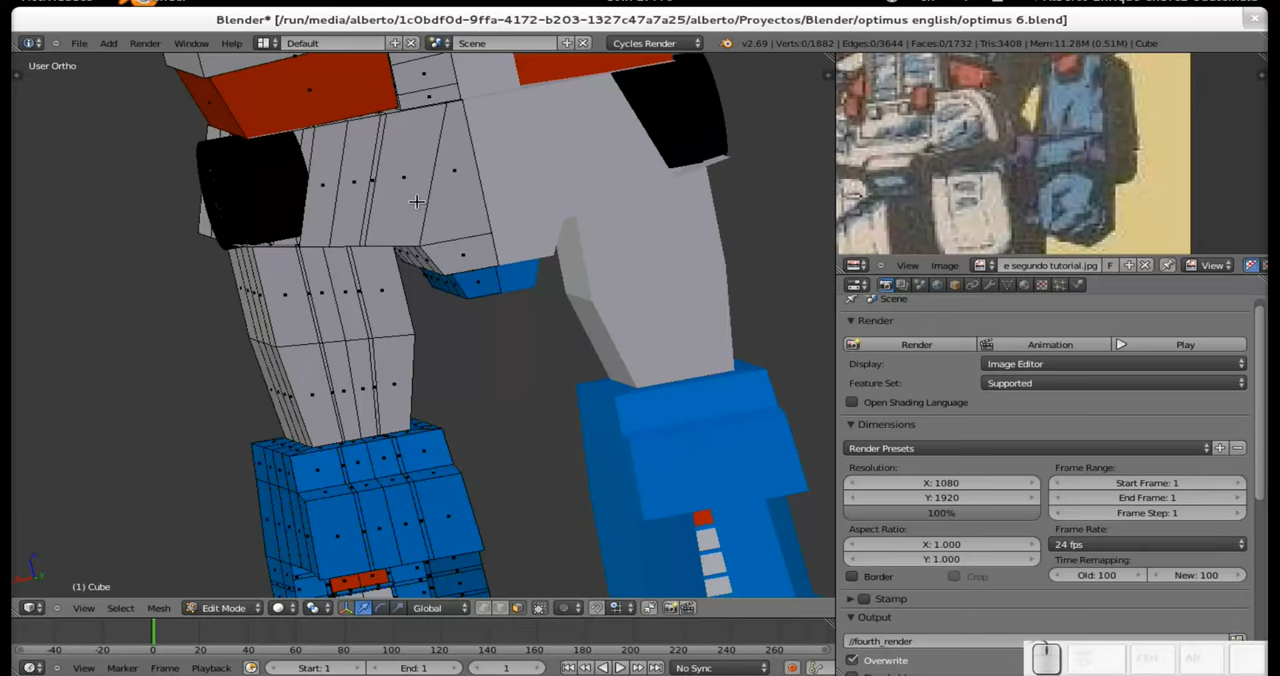 Blender* [/run/media/alberto/1c0bdf0d-9ffa-4172-b203-1327c47a7a25/alberto/Proyectos/Blender/optimus english/optimus 6.blend]
File Add Render Window Help Default Scene Cycles Render v2.69 | Verts:0/1882 | Edges:0/3644 | Faces:0/1732 | Tris:3408 | Mem:11.28M (0.51M) | Cube
User Ortho
(1) Cube
View Select Mesh Edit Mode Global
-40 -20 0 20 40 60 80 100 120 140 160 180 200 220 240 260
View Marker Frame Playback Start: 1 End: 1 1 No Sync
View Image e segundo tutorial.jpg F View
Scene
Render
Render Animation Play
Display: Image Editor
Feature Set: Supported
Open Shading Language
Dimensions
Render Presets
Resolution: Frame Range:
X: 1080 Start Frame: 1
Y: 1920 End Frame: 1
100% Frame Step: 1
Aspect Ratio: Frame Rate:
X: 1.000 24 fps
Y: 1.000 Time Remapping:
Border Crop Old: 100 New: 100
Stamp
Output
//fourth_render
Overwrite
Ctrl Alt